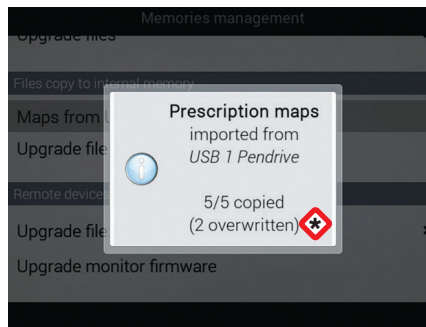 Memories management
Upgrade files
Files copy to internal memory
Maps from
Upgrade file
Remote devices
Upgrade file
Upgrade monitor firmware
Prescription maps
imported from
USB 1 Pendrive
5/5 copied
(2 overwritten) *